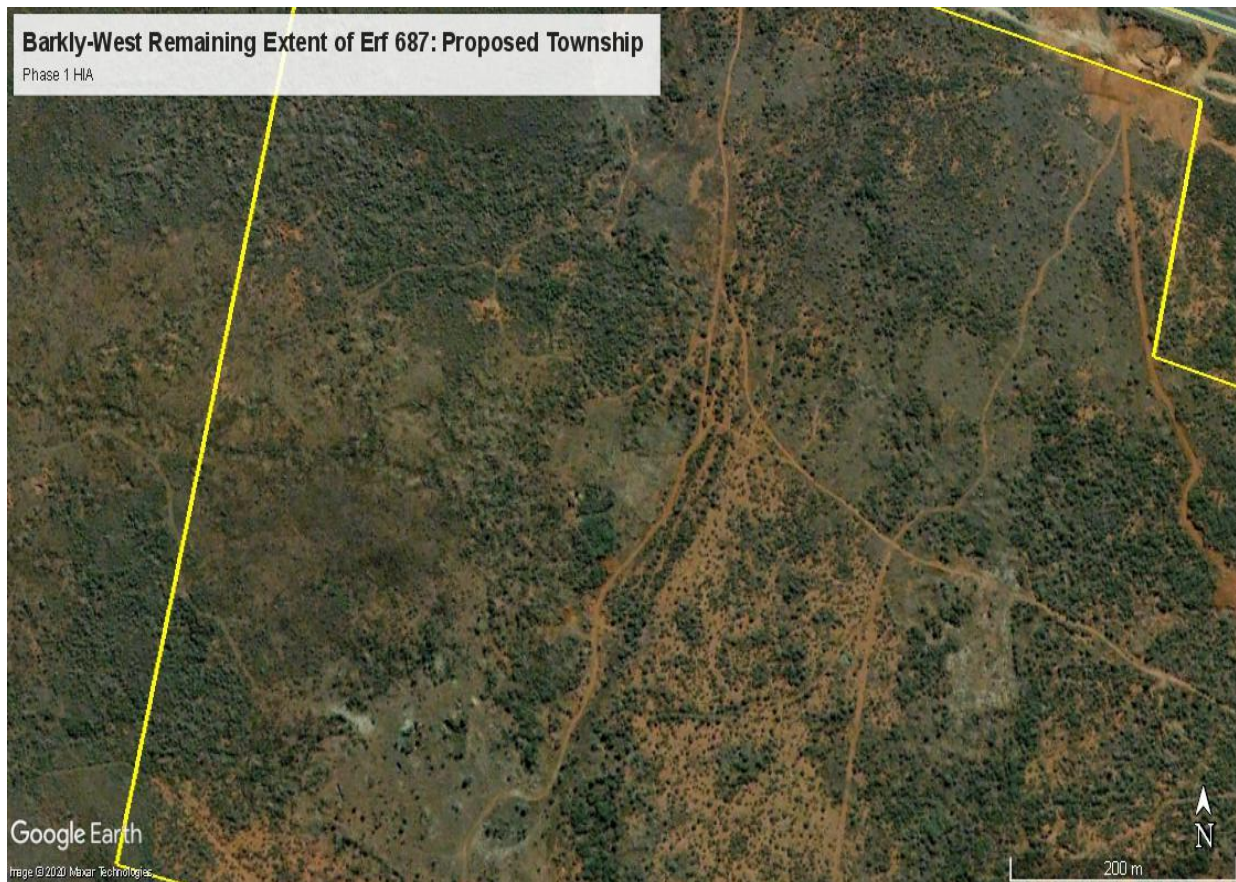 Barkly-West Remaining Extent of Erf 687: Proposed Township
Phase 1 HIA
Google Earth
Image © 2020 Maxar Technologies
N
200 m